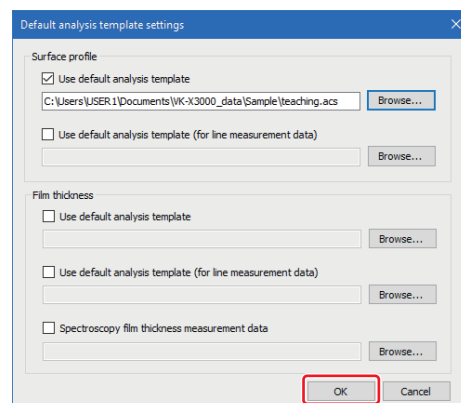 Default analysis template settings
Surface profile
Use default analysis template
C:\Users\USER1\Documents\VK-X3000_data\Sample\teaching.acs Browse...
Use default analysis template (for line measurement data)
Browse...
Film thickness
Use default analysis template
Browse...
Use default analysis template (for line measurement data)
Browse...
Spectroscopy film thickness measurement data
Browse...
OK Cancel